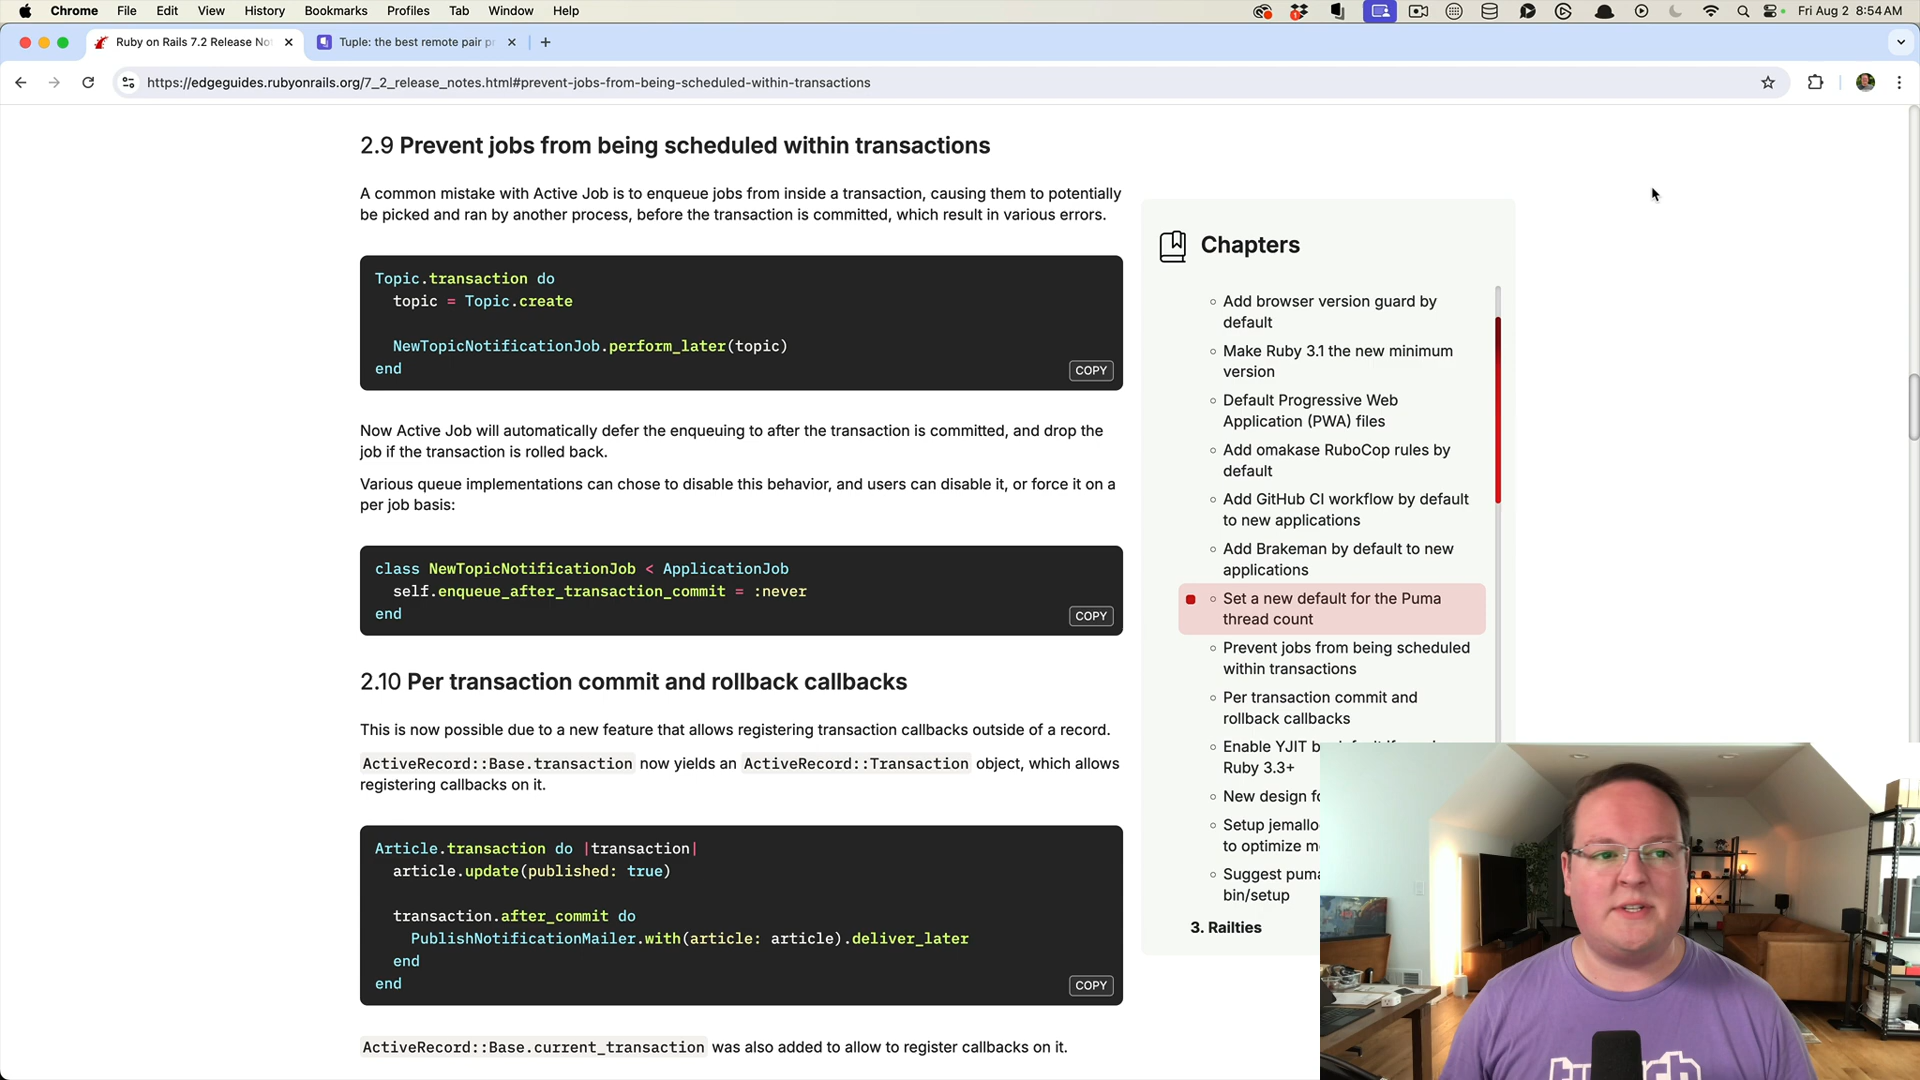 Chrome File Edit View History Bookmarks Profiles Tab Window Help Fri Aug 2 8:54 AM
Ruby on Rails 7.2 Release No
Tuple: the best remote pair p
https://edgeguides.rubyonrails.org/7_2_release_notes.html#prevent-jobs-from-being-scheduled-within-transactions
2.9 Prevent jobs from being scheduled within transactions
A common mistake with Active Job is to enqueue jobs from inside a transaction, causing them to potentially
be picked and ran by another process, before the transaction is committed, which result in various errors.
Topic.transaction do
topic = Topic.create
NewTopicNotificationJob.perform_later(topic)
end
COPY
Now Active Job will automatically defer the enqueuing to after the transaction is committed, and drop the
job if the transaction is rolled back.
Various queue implementations can chose to disable this behavior, and users can disable it, or force it on a
per job basis:
class NewTopicNotificationJob < ApplicationJob
self.enqueue_after_transaction_commit = :never
end
COPY
2.10 Per transaction commit and rollback callbacks
This is now possible due to a new feature that allows registering transaction callbacks outside of a record.
ActiveRecord::Base.transaction now yields an ActiveRecord::Transaction object, which allows
registering callbacks on it.
Article.transaction do |transaction|
article.update(published: true)
transaction.after_commit do
PublishNotificationMailer.with(article: article).deliver_later
end
end
COPY
ActiveRecord::Base.current_transaction was also added to allow to register callbacks on it.
Chapters
Add browser version guard by
default
Make Ruby 3.1 the new minimum
version
Default Progressive Web
Application (PWA) files
Add omakase RuboCop rules by
default
Add GitHub CI workflow by default
to new applications
Add Brakeman by default to new
applications
Set a new default for the Puma
thread count
Prevent jobs from being scheduled
within transactions
Per transaction commit and
rollback callbacks
Enable YJIT
Ruby 3.3+
New design
Setup
to optimize
Suggest puma
bin/setup
3. Railties